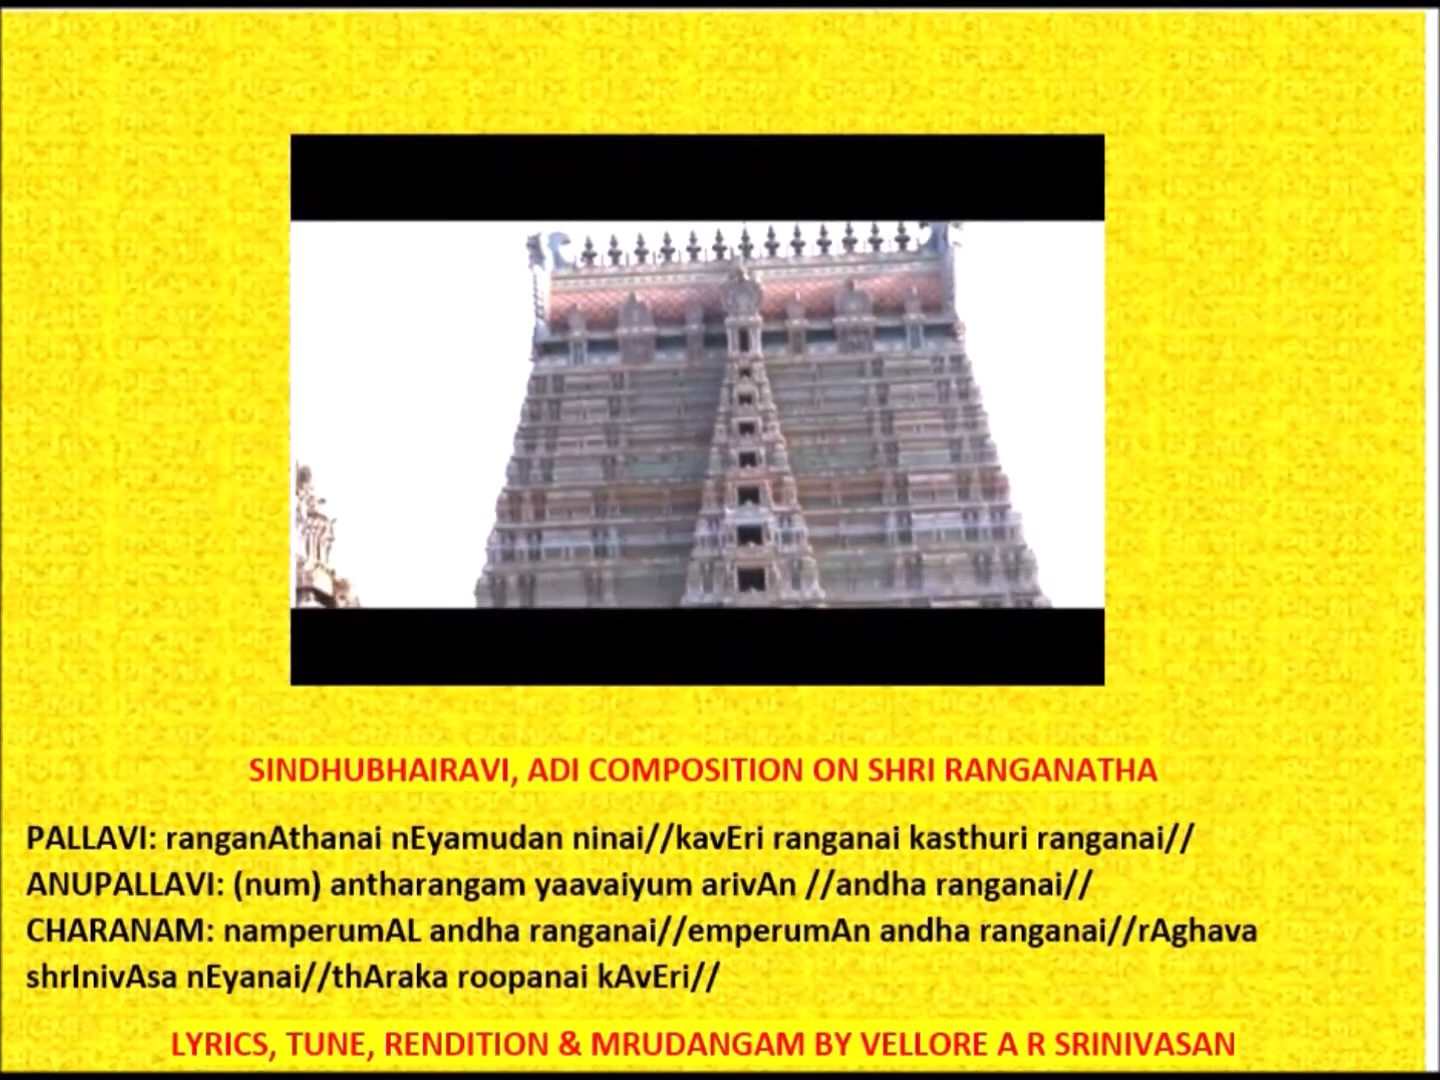 SINDHUBHAIRAVI, ADI COMPOSITION ON SHRI RANGANATHA
PALLAVI: ranganAthanai nEyamudan ninai//kavEri ranganai kasthuri ranganai//
ANUPALLAVI: (num) antharangam yaavaiyum arivAn //andha ranganai//
CHARANAM: namperumAL andha ranganai//emperumAn andha ranganai//rAghava
shrInivAsa nEyanai//thAraka roopanai kAvEri//
LYRICS, TUNE, RENDITION & MRUDANGAM BY VELLORE A R SRINIVASAN